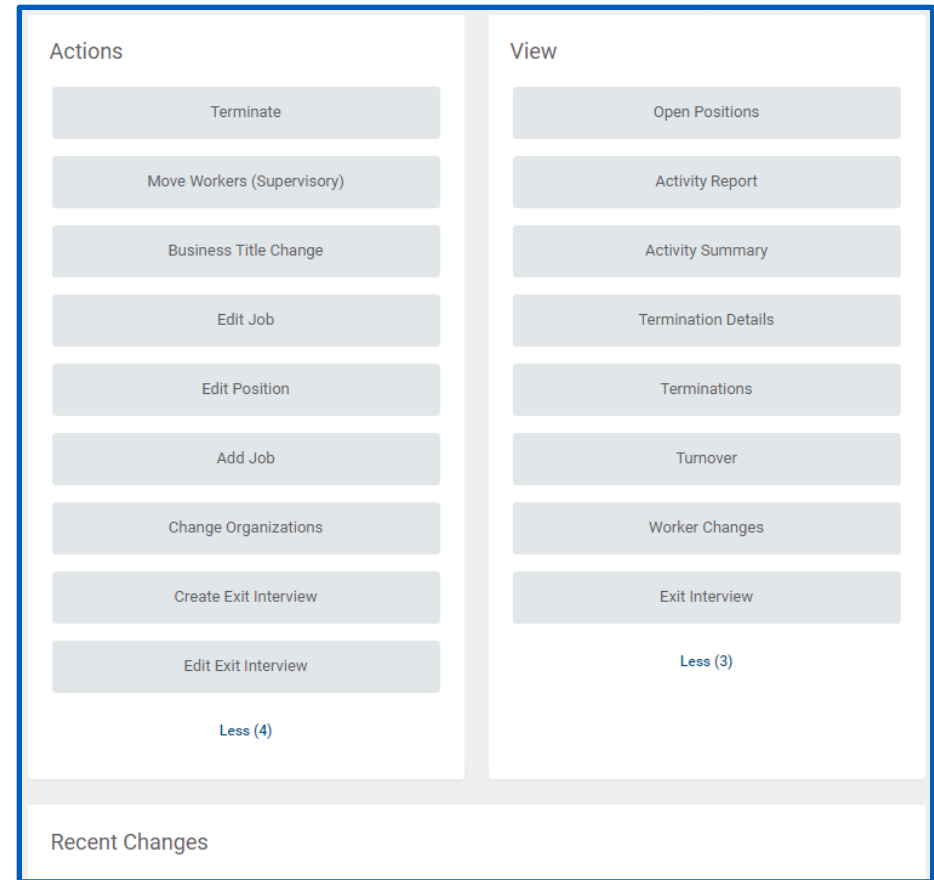 Actions
Terminate
Move Workers (Supervisory)
Business Title Change
Edit Job
Edit Position
Add Job
Change Organizations
Create Exit Interview
Edit Exit Interview
Less (4)
View
Open Positions
Activity Report
Activity Summary
Termination Details
Terminations
Turnover
Worker Changes
Exit Interview
Less (3)
Recent Changes